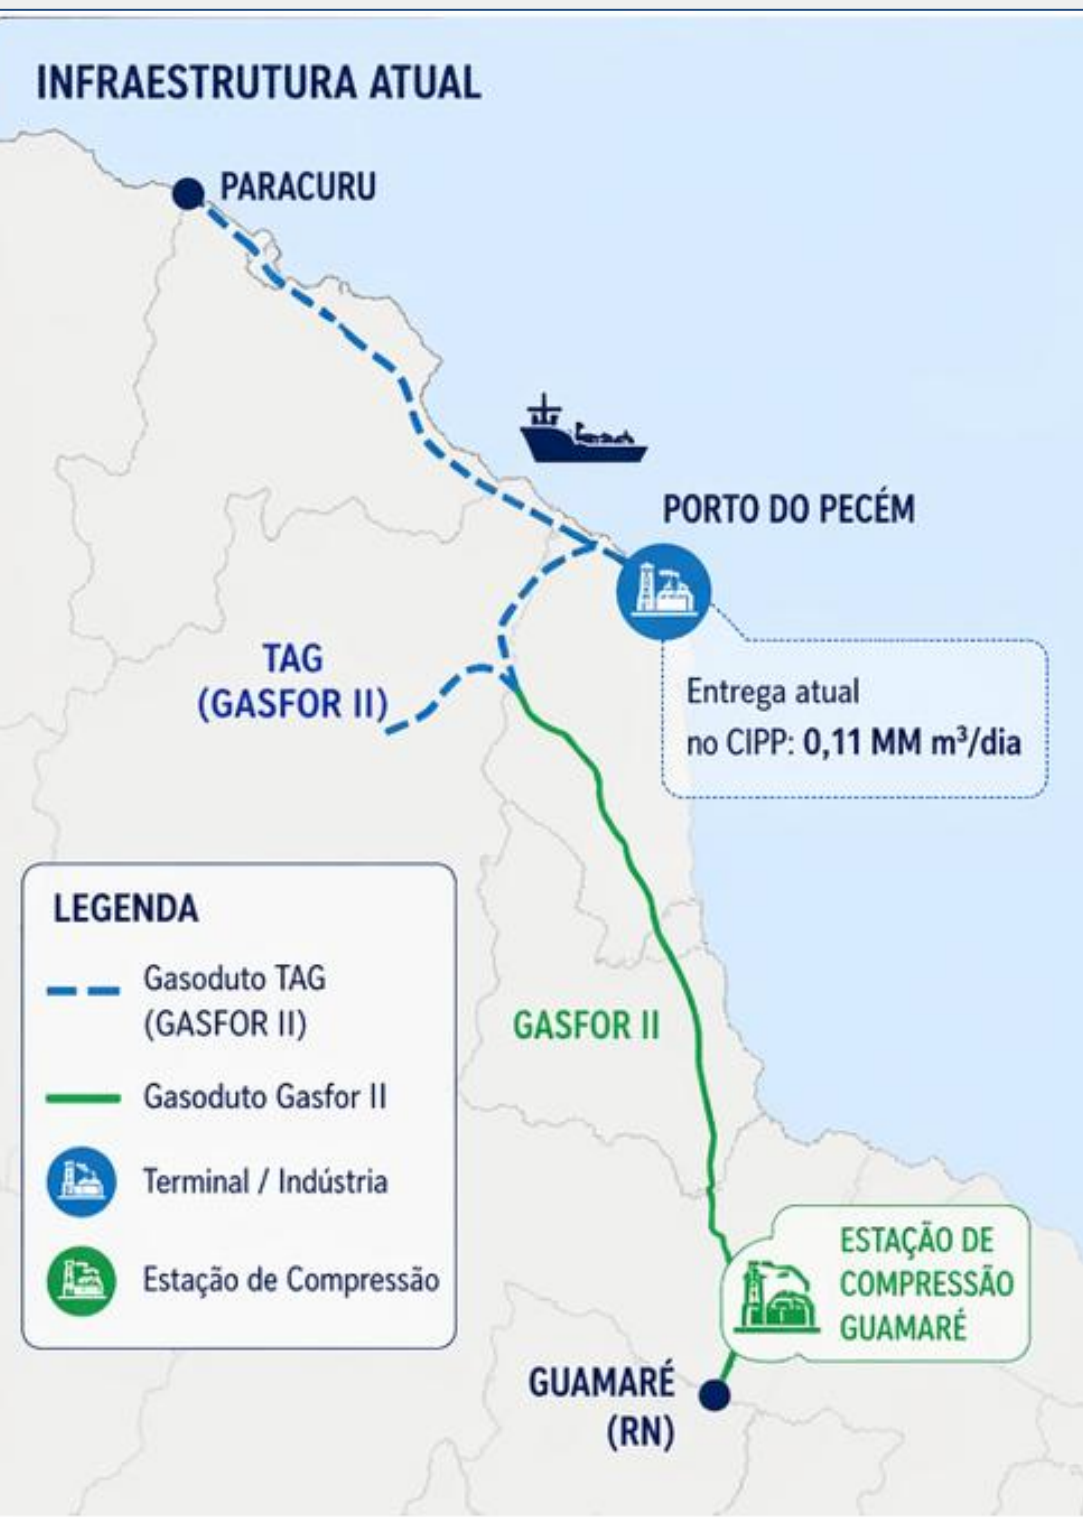 INFRAESTRUTURA ATUAL
PARACURU
PORTO DO PECÉM
TAG
(GASFOR II)
Entrega atual
no CIPP: 0,11 MM m³/dia
LEGENDA
Gasoduto TAG
(GASFOR II)
Gasoduto Gasfor II
Terminal / Indústria
Estação de Compressão
GASFOR II
ESTAÇÃO DE
COMPRESSÃO
GUAMARÉ
GUAMARÉ
(RN)